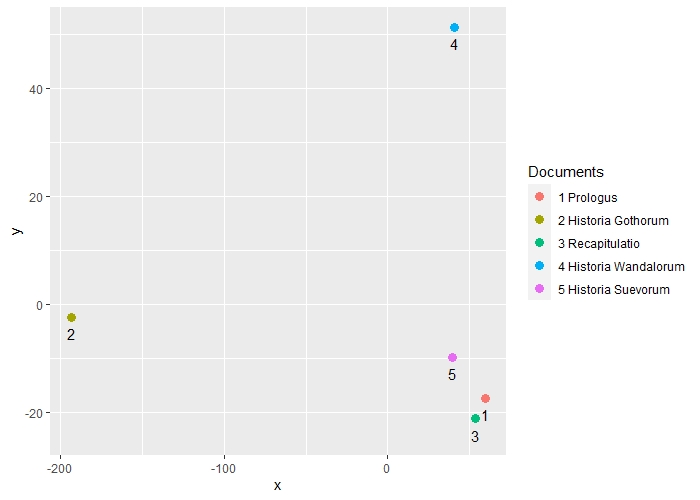 4
40
20
y
0
2
5
1
-20
3
-200
-100
0
x
Documents
1 Prologus
2 Historia Gothorum
3 Recapitulatio
4 Historia Wandalorum
5 Historia Suevorum